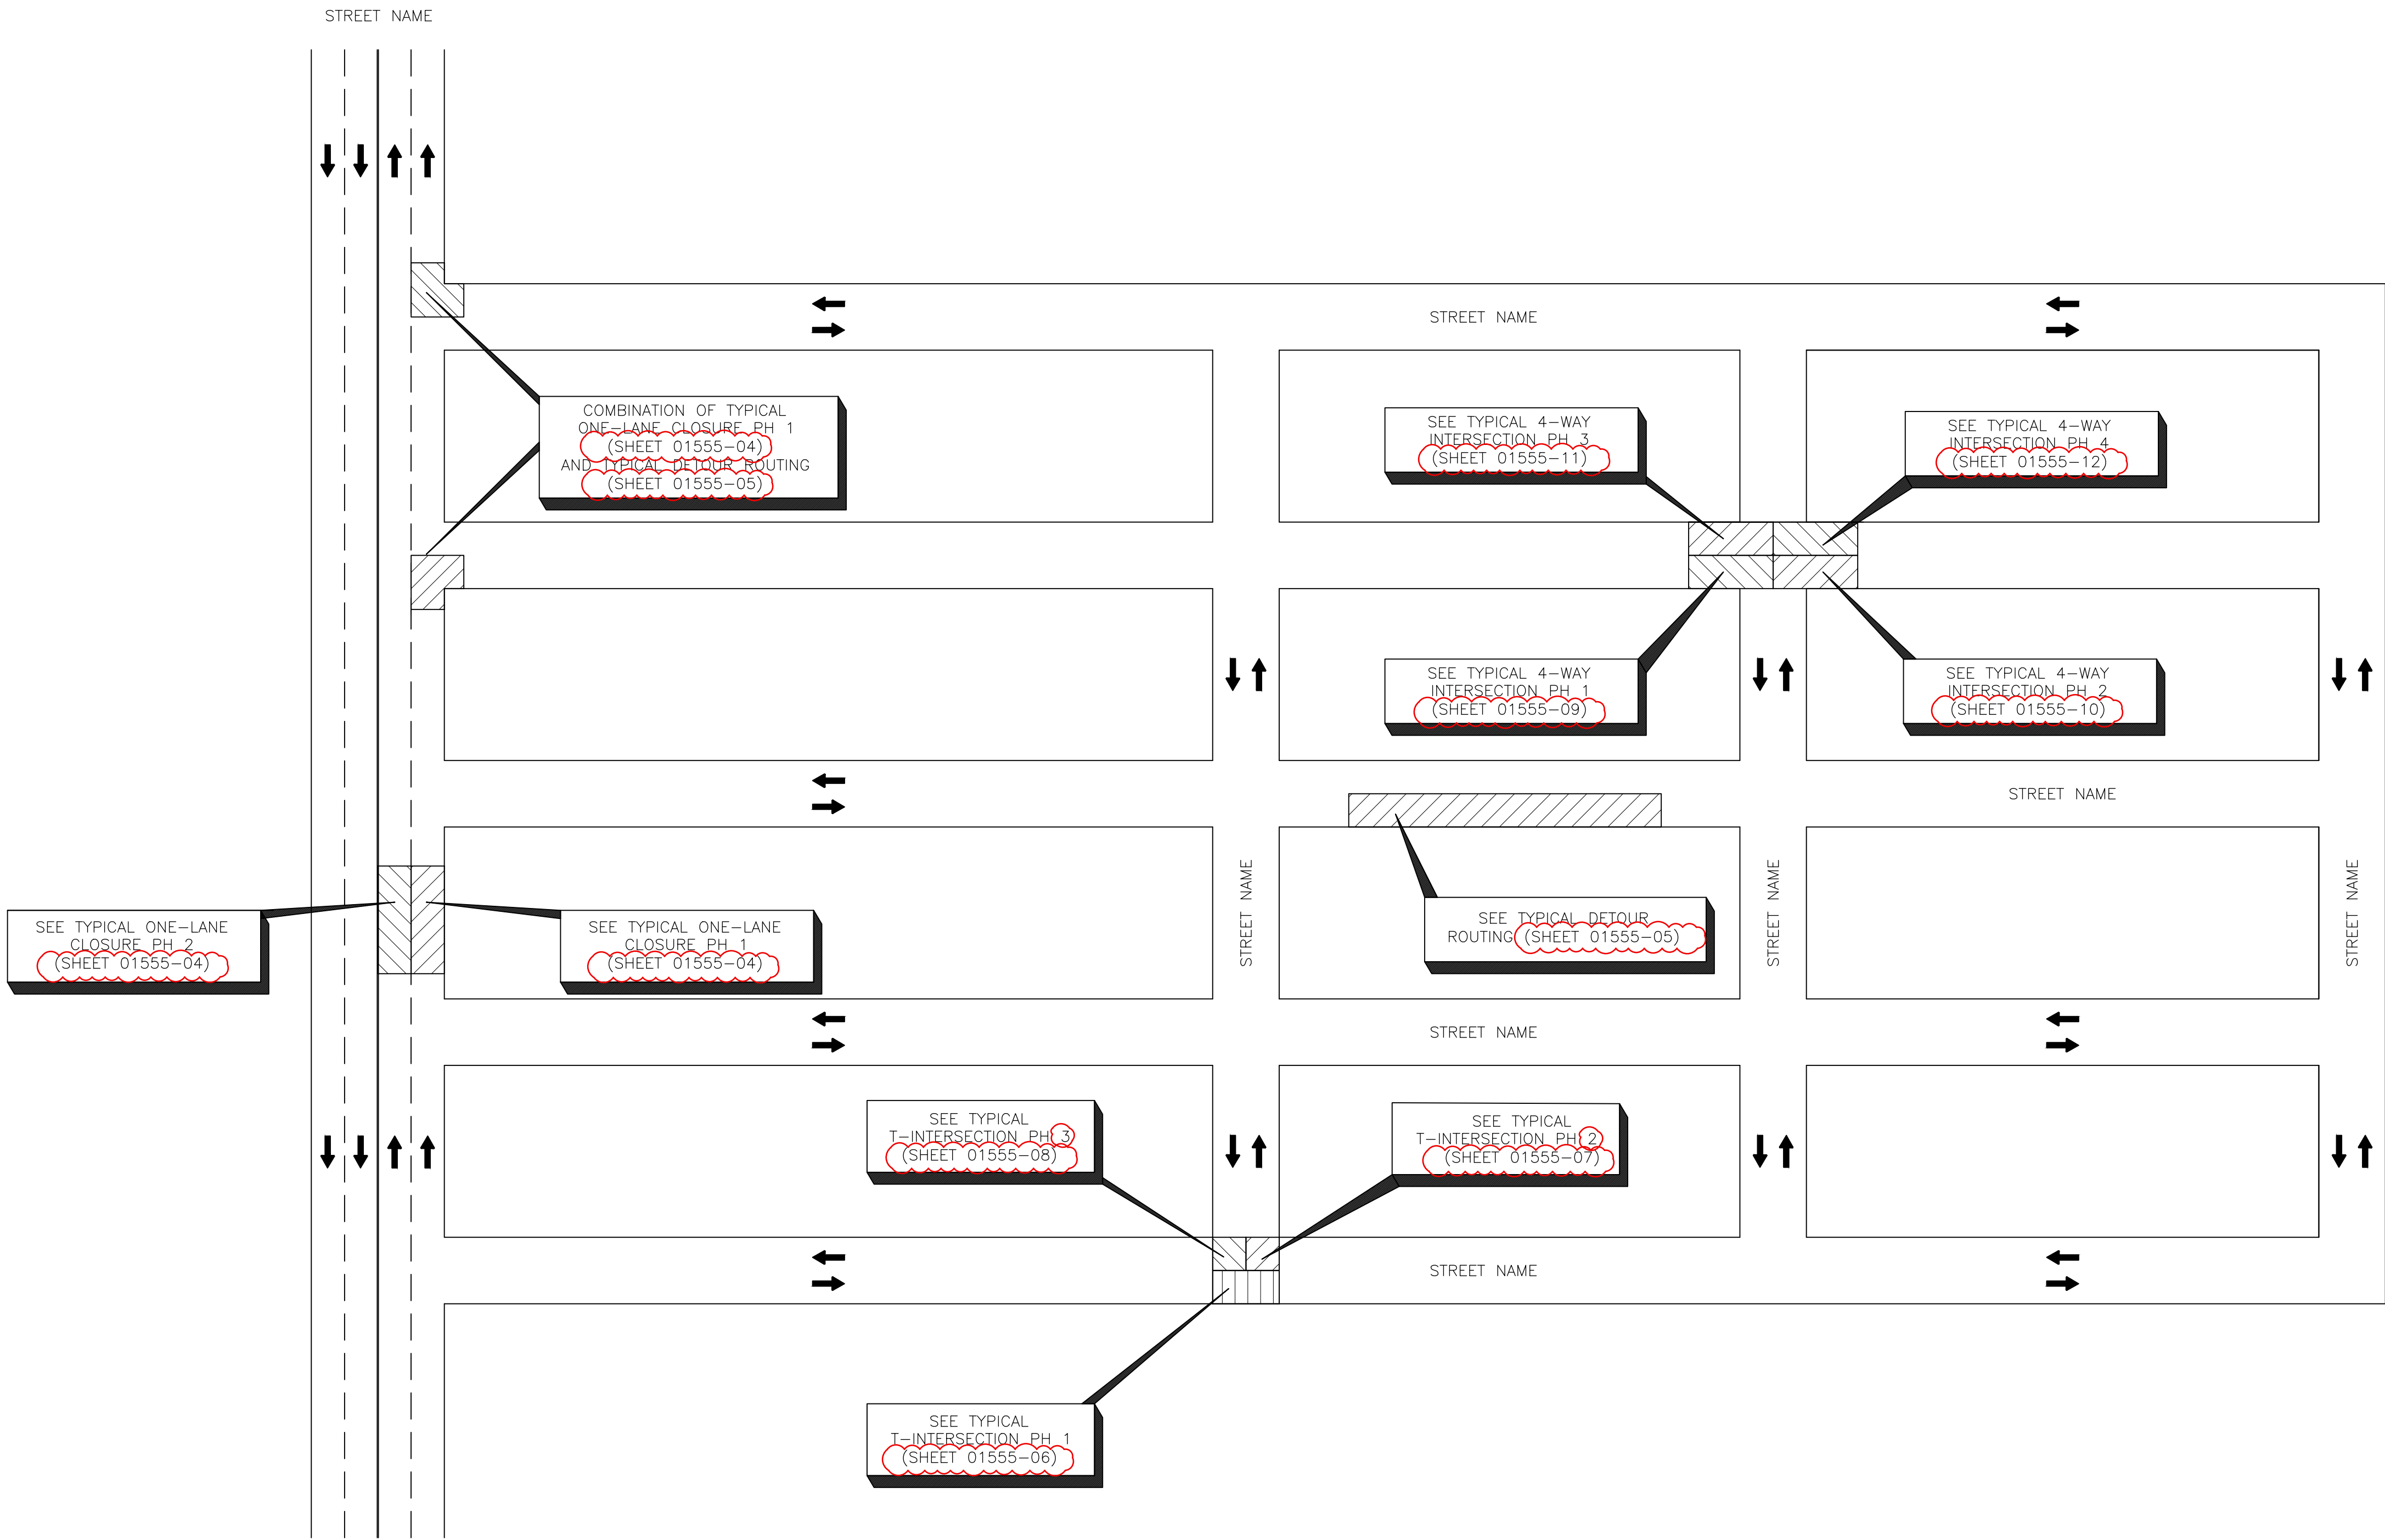 STREET NAME
STREET NAME
COMBINATION OF TYPICAL
ONE-LANE CLOSURE PH 1
(SHEET 01555-04)
AND TYPICAL DETOUR ROUTING
(SHEET 01555-05)
SEE TYPICAL 4-WAY
INTERSECTION PH 3
(SHEET 01555-11)
SEE TYPICAL 4-WAY
INTERSECTION PH 4
(SHEET 01555-12)
SEE TYPICAL 4-WAY
INTERSECTION PH 1
(SHEET 01555-09)
SEE TYPICAL 4-WAY
INTERSECTION PH 2
(SHEET 01555-10)
STREET NAME
STREET NAME
STREET NAME
STREET NAME
SEE TYPICAL ONE-LANE
CLOSURE PH 2
(SHEET 01555-04)
SEE TYPICAL ONE-LANE
CLOSURE PH 1
(SHEET 01555-04)
SEE TYPICAL DETOUR
ROUTING (SHEET 01555-05)
STREET NAME
SEE TYPICAL
T-INTERSECTION PH 3
(SHEET 01555-08)
SEE TYPICAL
T-INTERSECTION PH 2
(SHEET 01555-07)
STREET NAME
SEE TYPICAL
T-INTERSECTION PH 1
(SHEET 01555-06)